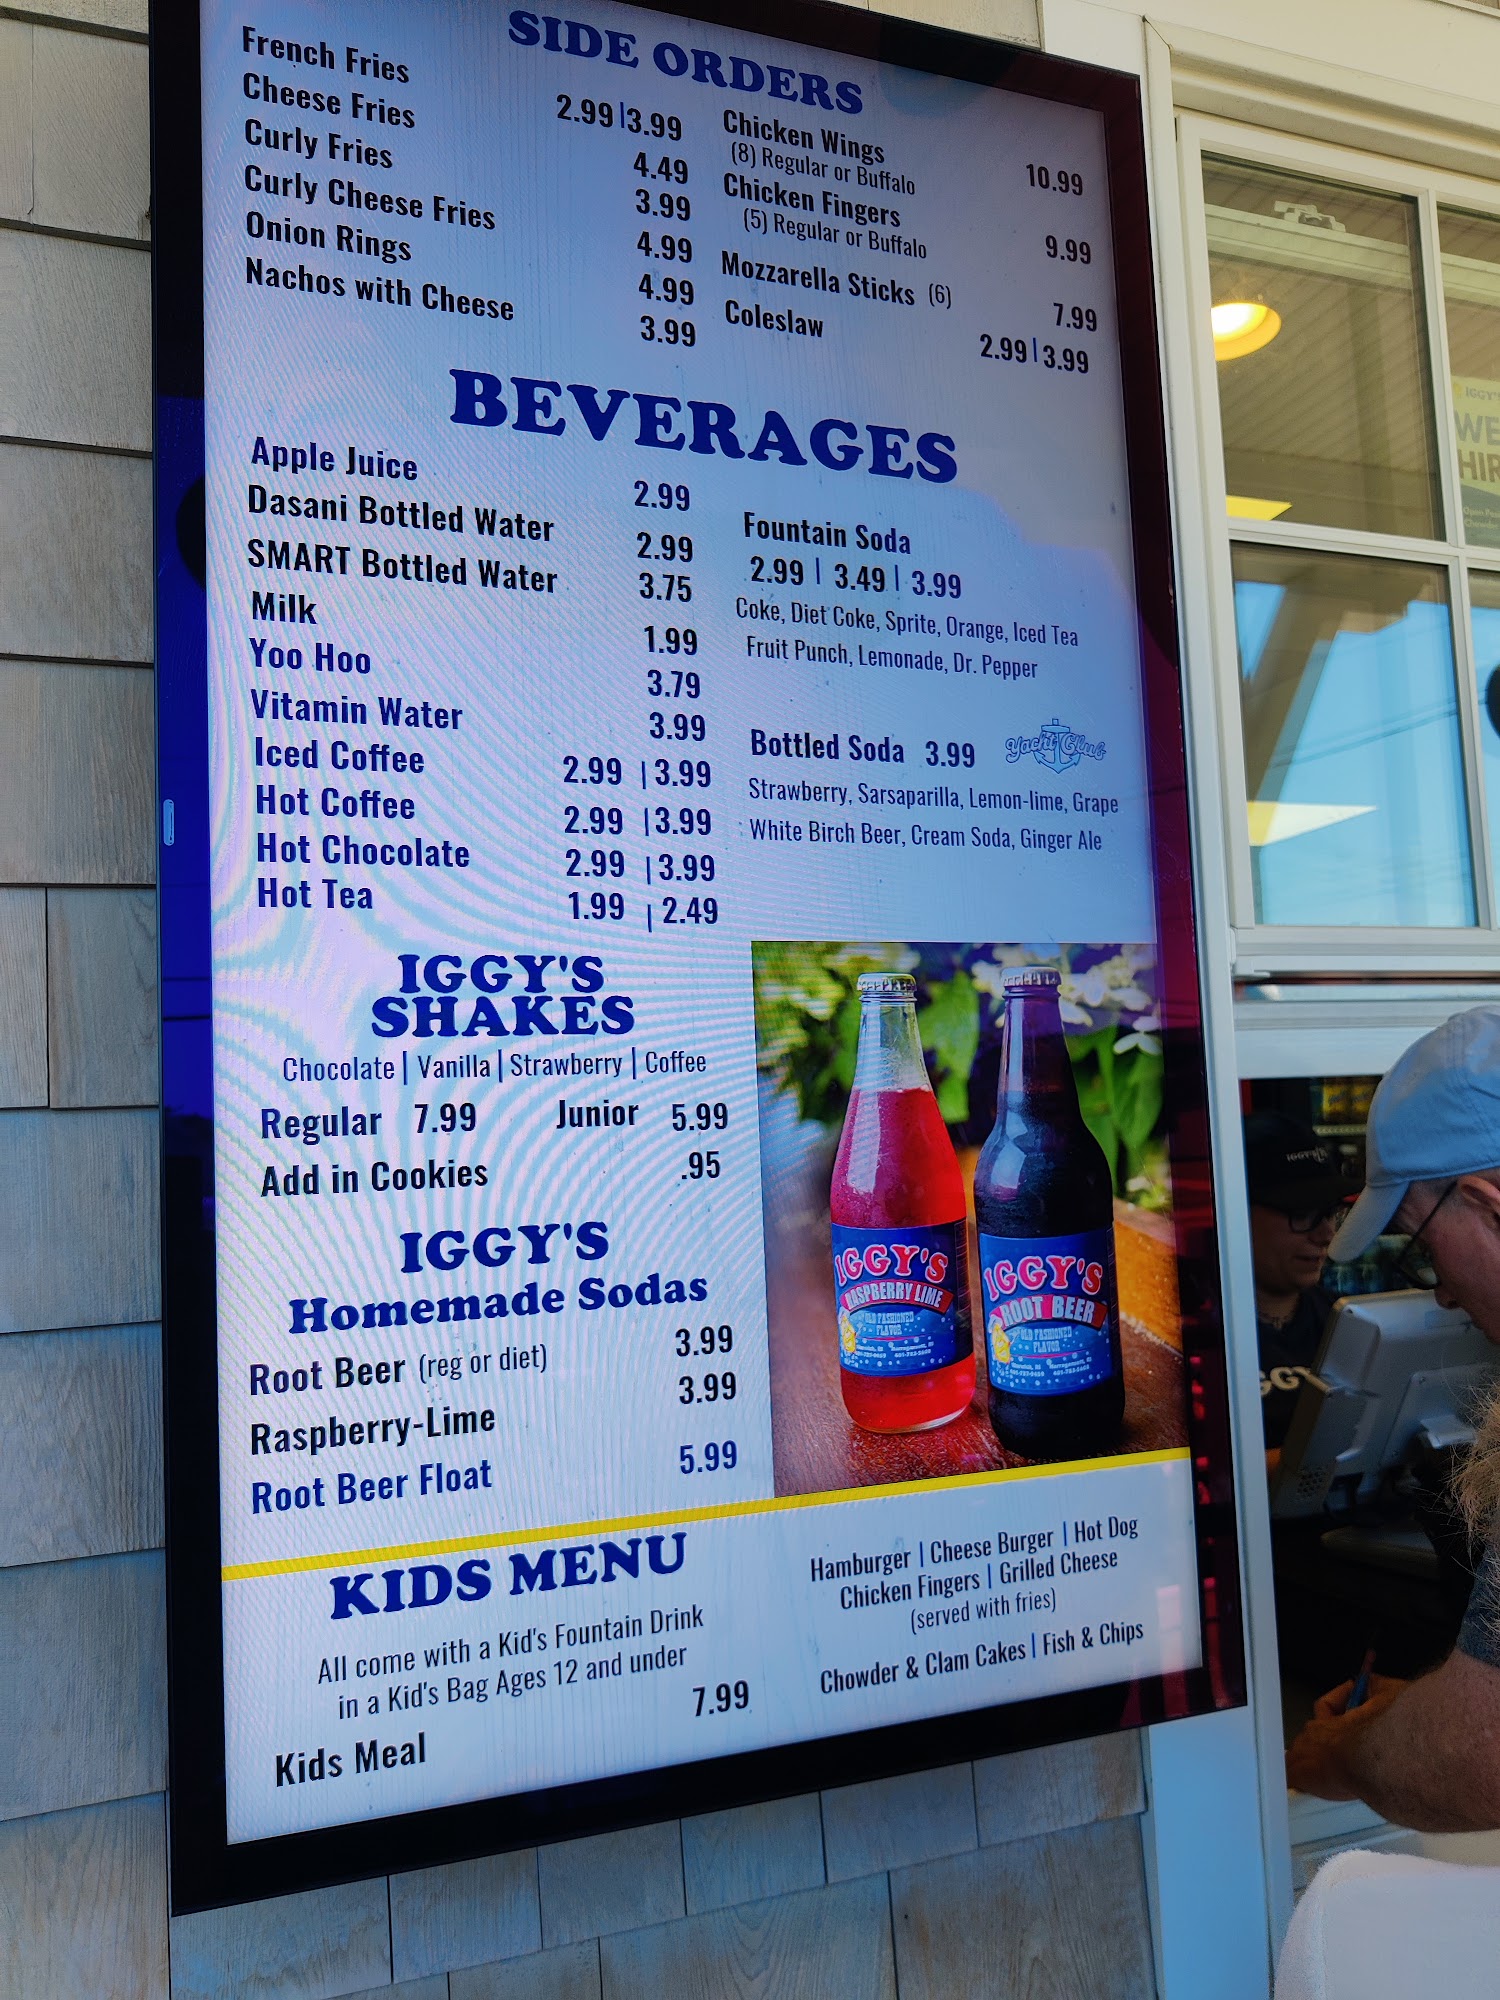 SIDE ORDERS
French Fries 2.99|3.99
Cheese Fries 4.49
Curly Fries 3.99
Curly Cheese Fries 4.99
Onion Rings 4.99
Nachos with Cheese 3.99
Chicken Wings 10.99
(8) Regular or Buffalo
Chicken Fingers 9.99
(5) Regular or Buffalo
Mozzarella Sticks (6) 7.99
Coleslaw 2.99|3.99
BEVERAGES
Apple Juice 2.99
Dasani Bottled Water 2.99
SMART Bottled Water 3.75
Milk 1.99
Yoo Hoo 3.79
Vitamin Water 3.99
Iced Coffee 2.99 | 3.99
Hot Coffee 2.99 | 3.99
Hot Chocolate 2.99 | 3.99
Hot Tea 1.99 | 2.49
Fountain Soda
2.99 | 3.49 | 3.99
Coke, Diet Coke, Sprite, Orange, Iced Tea
Fruit Punch, Lemonade, Dr. Pepper
Bottled Soda 3.99 Yacht Club
Strawberry, Sarsaparilla, Lemon-lime, Grape
White Birch Beer, Cream Soda, Ginger Ale
IGGY'S
SHAKES
Chocolate | Vanilla | Strawberry | Coffee
Regular 7.99 Junior 5.99
Add in Cookies .95
IGGY'S
Homemade Sodas
Root Beer (reg or diet) 3.99
Raspberry-Lime 3.99
Root Beer Float 5.99
IGGY'S
RASPBERRY LIME
OLD FASHIONED
FLAVOR
IGGY'S
ROOT BEER
OLD FASHIONED
FLAVOR
KIDS MENU
All come with a Kid's Fountain Drink
in a Kid's Bag Ages 12 and under
Kids Meal 7.99
Hamburger | Cheese Burger | Hot Dog
Chicken Fingers | Grilled Cheese
(served with fries)
Chowder & Clam Cakes | Fish & Chips
IGGY'S
WE